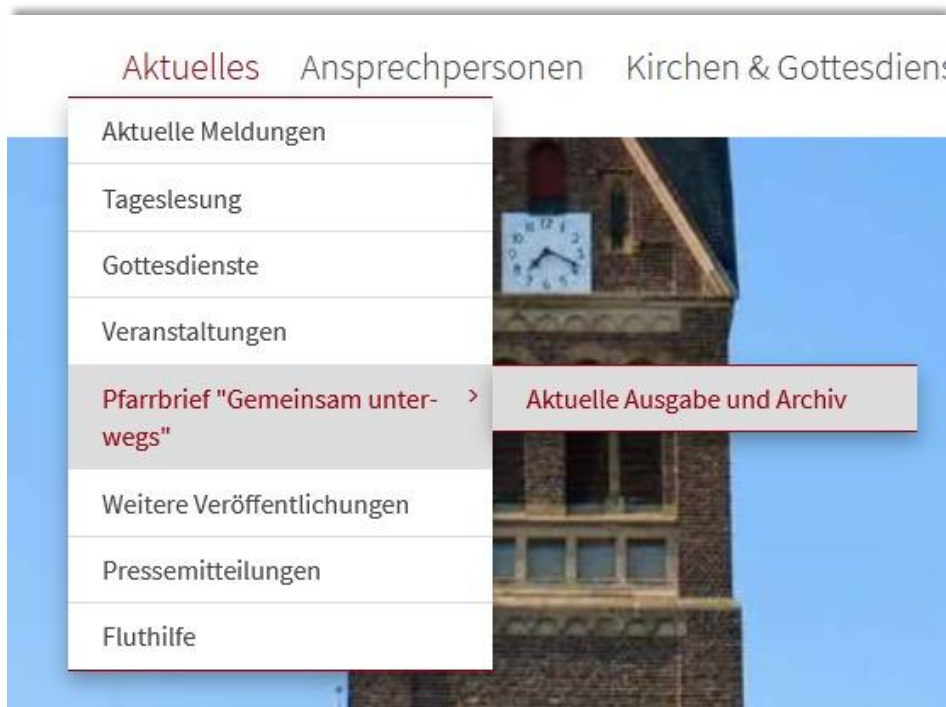 Aktuelles Ansprechpersonen Kirchen & Gottesdiens
Aktuelle Meldungen
Tageslesung
Gottesdienste
Veranstaltungen
Pfarrbrief "Gemeinsam unter- > Aktuelle Ausgabe und Archiv
wegs"
Weitere Veröffentlichungen
Pressemitteilungen
Fluthilfe